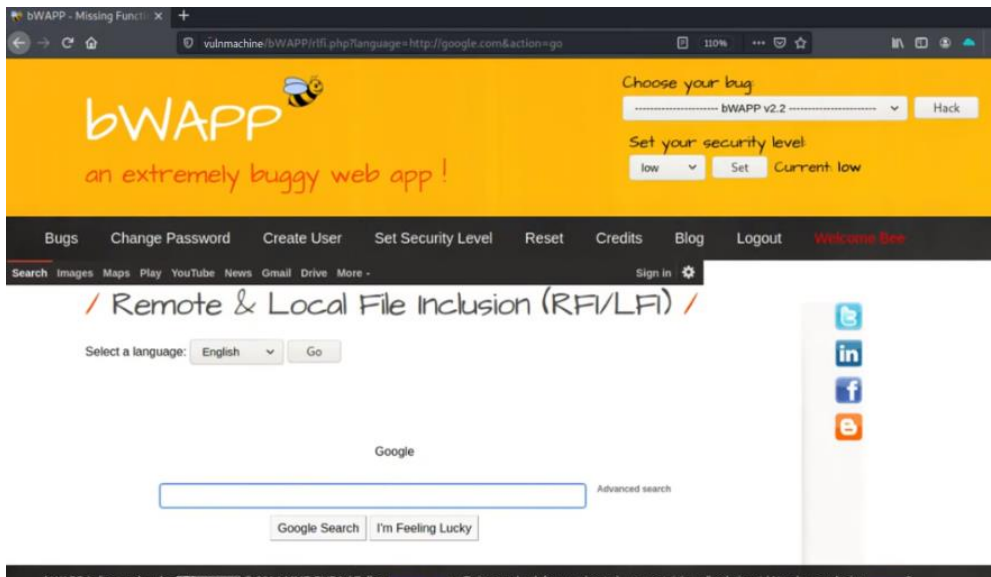 bWAPP - Missing Functi
vulnmachine/bWAPP/rlfi.php?language=http://google.com&action=go
110%
bWAPP
an extremely buggy web app !
Choose your bug:
---------------------- bWAPP v2.2 ----------------------
Hack
Set your security level:
low
Set
Current: low
Bugs Change Password Create User Set Security Level Reset Credits Blog Logout Welcome Bee
Search Images Maps Play YouTube News Gmail Drive More - Sign in
/ Remote & Local File Inclusion (RFI/LFI) /
Select a language: English Go
Google
Advanced search
Google Search I'm Feeling Lucky